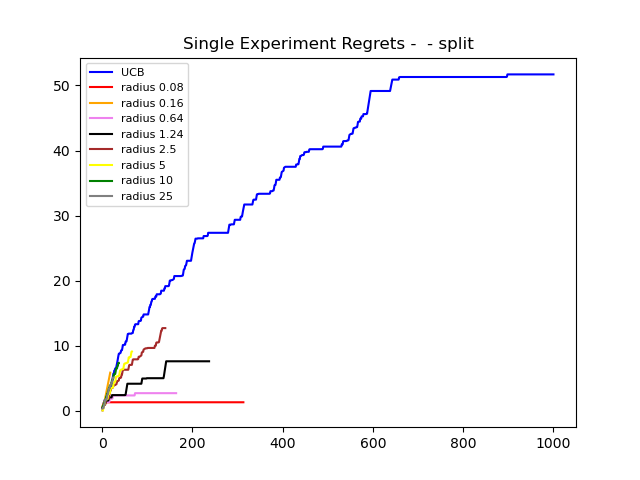 Single Experiment Regrets -  - split
UCB
radius 0.08
radius 0.16
radius 0.64
radius 1.24
radius 2.5
radius 5
radius 10
radius 25
50
40
30
20
10
0
0 200 400 600 800 1000